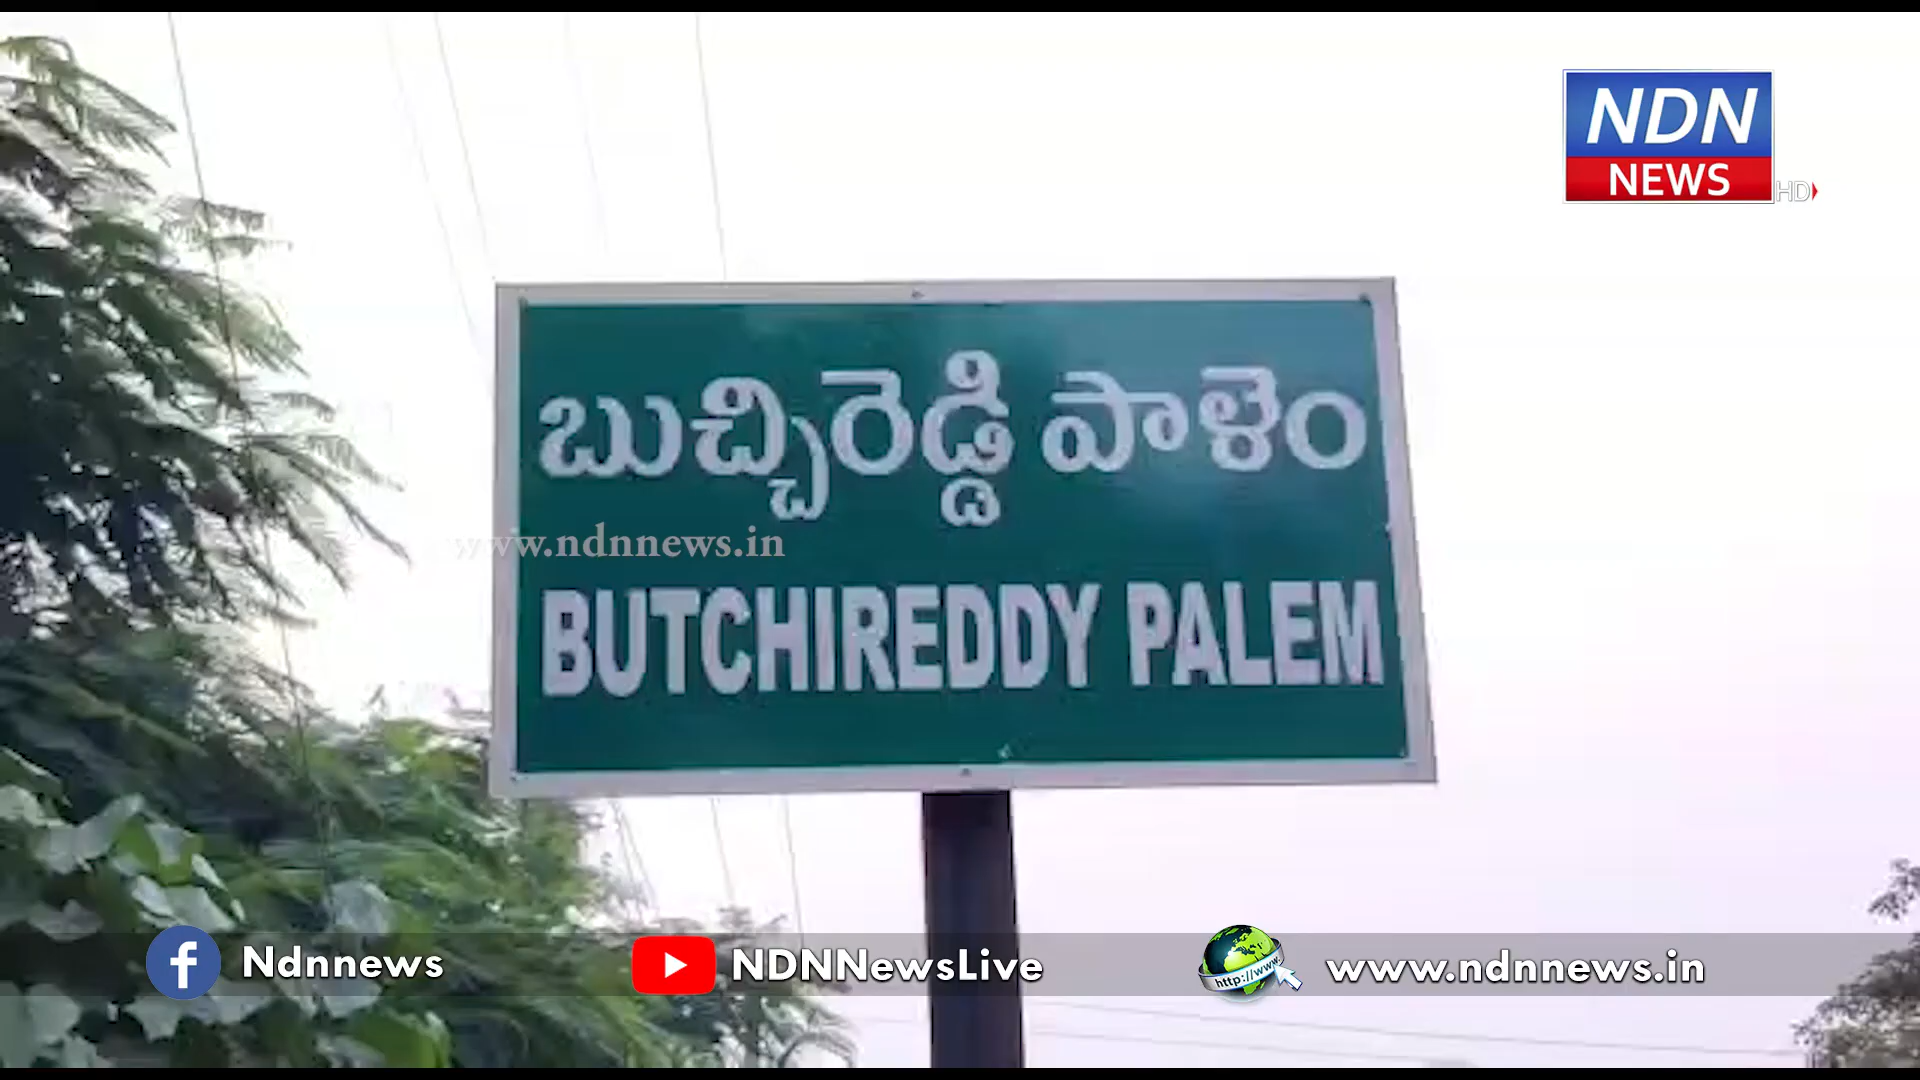 NDN
NEWS
HD
బుచ్చిరెడ్డి పాళెం
www.ndnnews.in
BUTCHIREDDY PALEM
Ndnnews
NDNNewsLive
http://www.
www.ndnnews.in